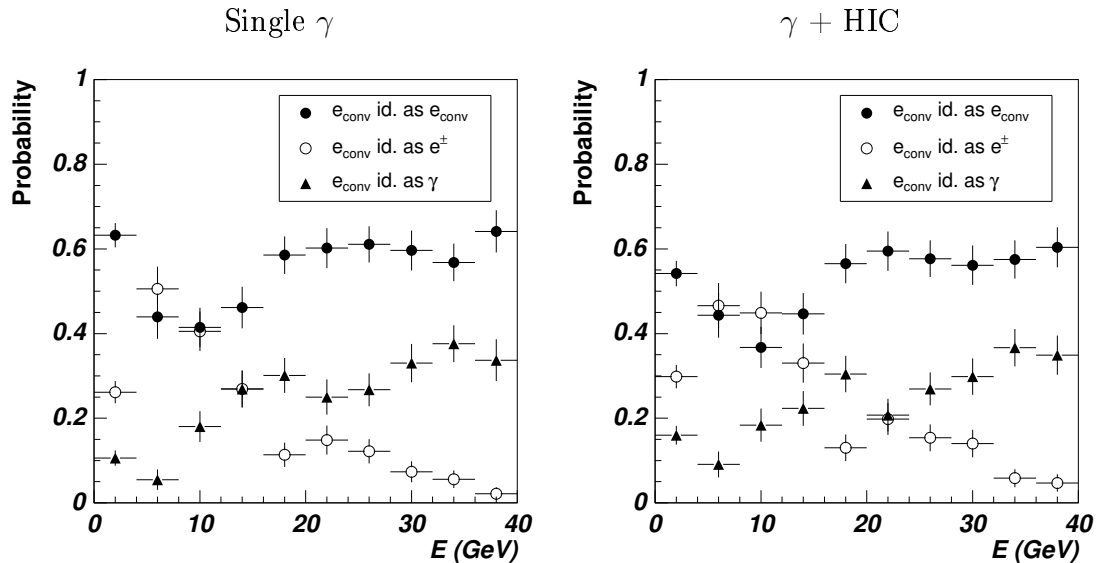 Single γ
γ + HIC
Probability
1
0.8
0.6
0.4
0.2
0
e_conv id. as e_conv
e_conv id. as e^±
e_conv id. as γ
0 10 20 30 40
E (GeV)
Probability
1
0.8
0.6
0.4
0.2
0
e_conv id. as e_conv
e_conv id. as e^±
e_conv id. as γ
0 10 20 30 40
E (GeV)